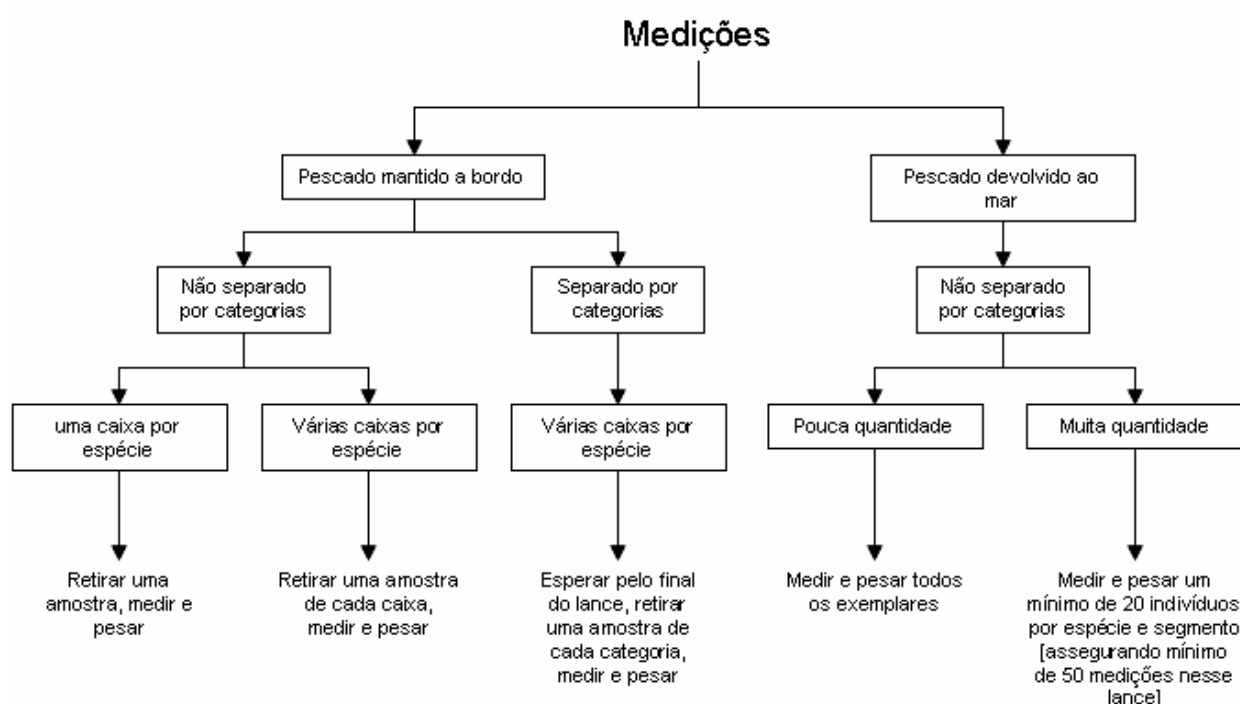 Medições
Pescado mantido a bordo
Pescado devolvido ao
mar
Não separado
por categorias
Separado por
categorias
Não separado
por categorias
uma caixa por
espécie
Várias caixas por
espécie
Várias caixas por
espécie
Pouca quantidade
Muita quantidade
Retirar uma
amostra, medir e
pesar
Retirar uma amostra
de cada caixa,
medir e pesar
Esperar pelo final
do lance, retirar
uma amostra de
cada categoria,
medir e pesar
Medir e pesar todos
os exemplares
Medir e pesar um
mínimo de 20 indivíduos
por espécie e segmento
[assegurando mínimo
de 50 medições nesse
lance]